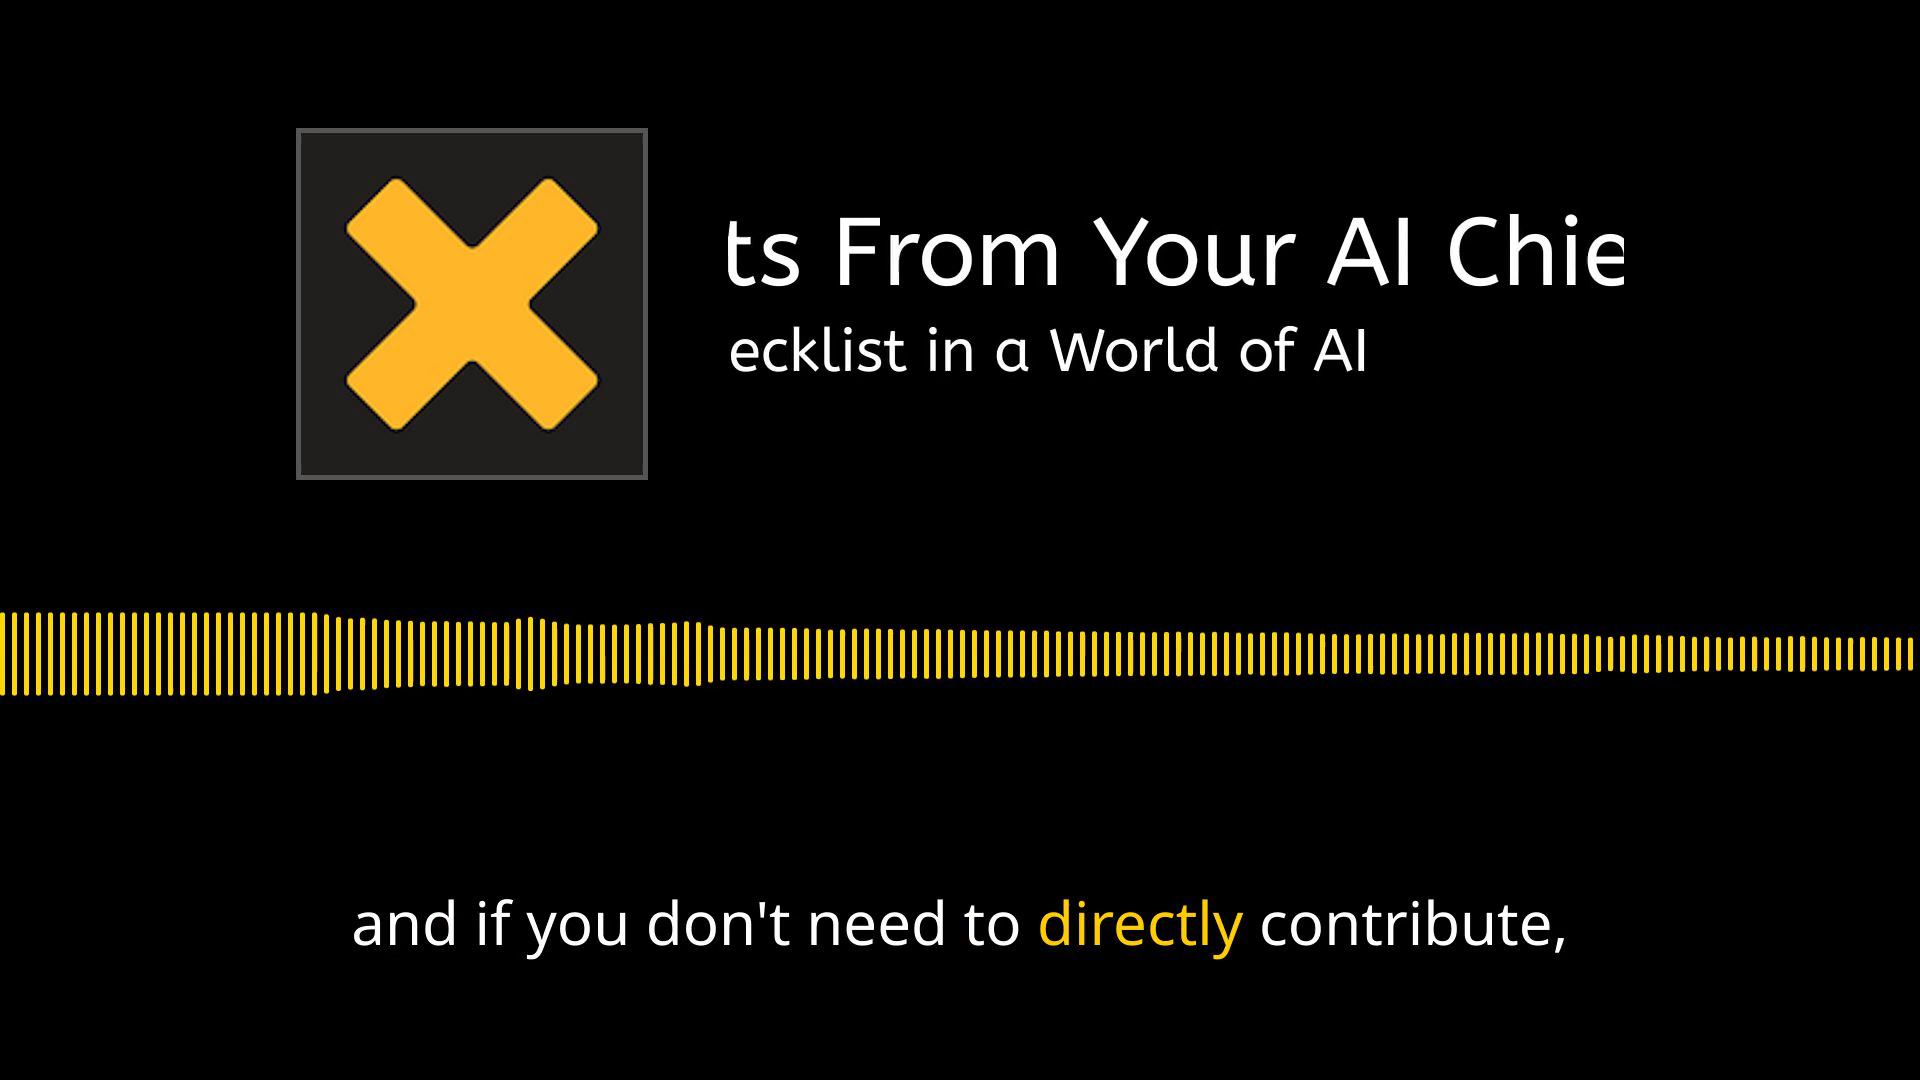 ts From Your AI Chie
ecklist in a World of AI
and if you don't need to directly contribute,